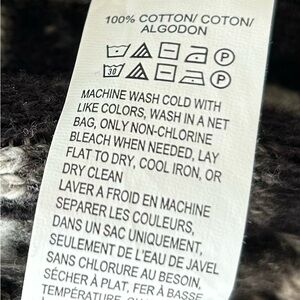 100% COTTON/ COTON/
ALGODON
P
30 P
MACHINE WASH COLD WITH
LIKE COLORS, WASH IN A NET
BAG, ONLY NON-CHLORINE
BLEACH WHEN NEEDED, LAY
FLAT TO DRY, COOL IRON, OR
DRY CLEAN
LAVER A FROID EN MACHINE
SEPARER LES COULEURS,
DANS UN SAC UNIQUEMENT,
SEULEMENT DE L'EAU DE JAVEL
SANS CHLORURE AU BESOIN,
SÉCHER À PLAT, FER À BASSE
TEMPÉRATURE,